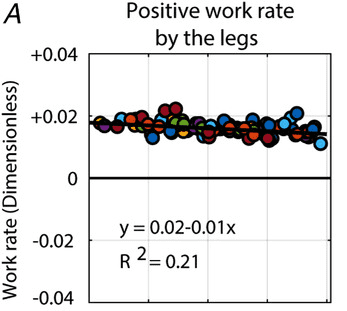 A
Positive work rate
by the legs
Work rate (Dimensionless)
+0.04
+0.02
0
-0.02
-0.04
y = 0.02-0.01x
R 2 = 0.21